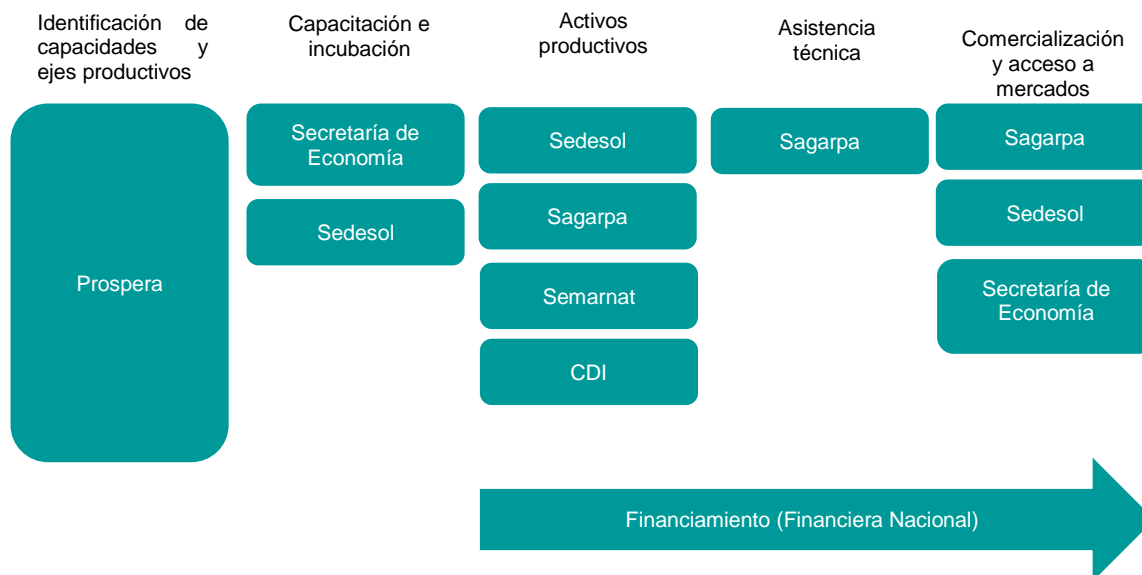 Identificación de
capacidades y
ejes productivos
Capacitación e
incubación
Activos
productivos
Asistencia
técnica
Comercialización
y acceso a
mercados
Prospera
Secretaría de
Economía
Sedesol
Sedesol
Sagarpa
Semarnat
CDI
Sagarpa
Sagarpa
Sedesol
Secretaría de
Economía
Financiamiento (Financiera Nacional)